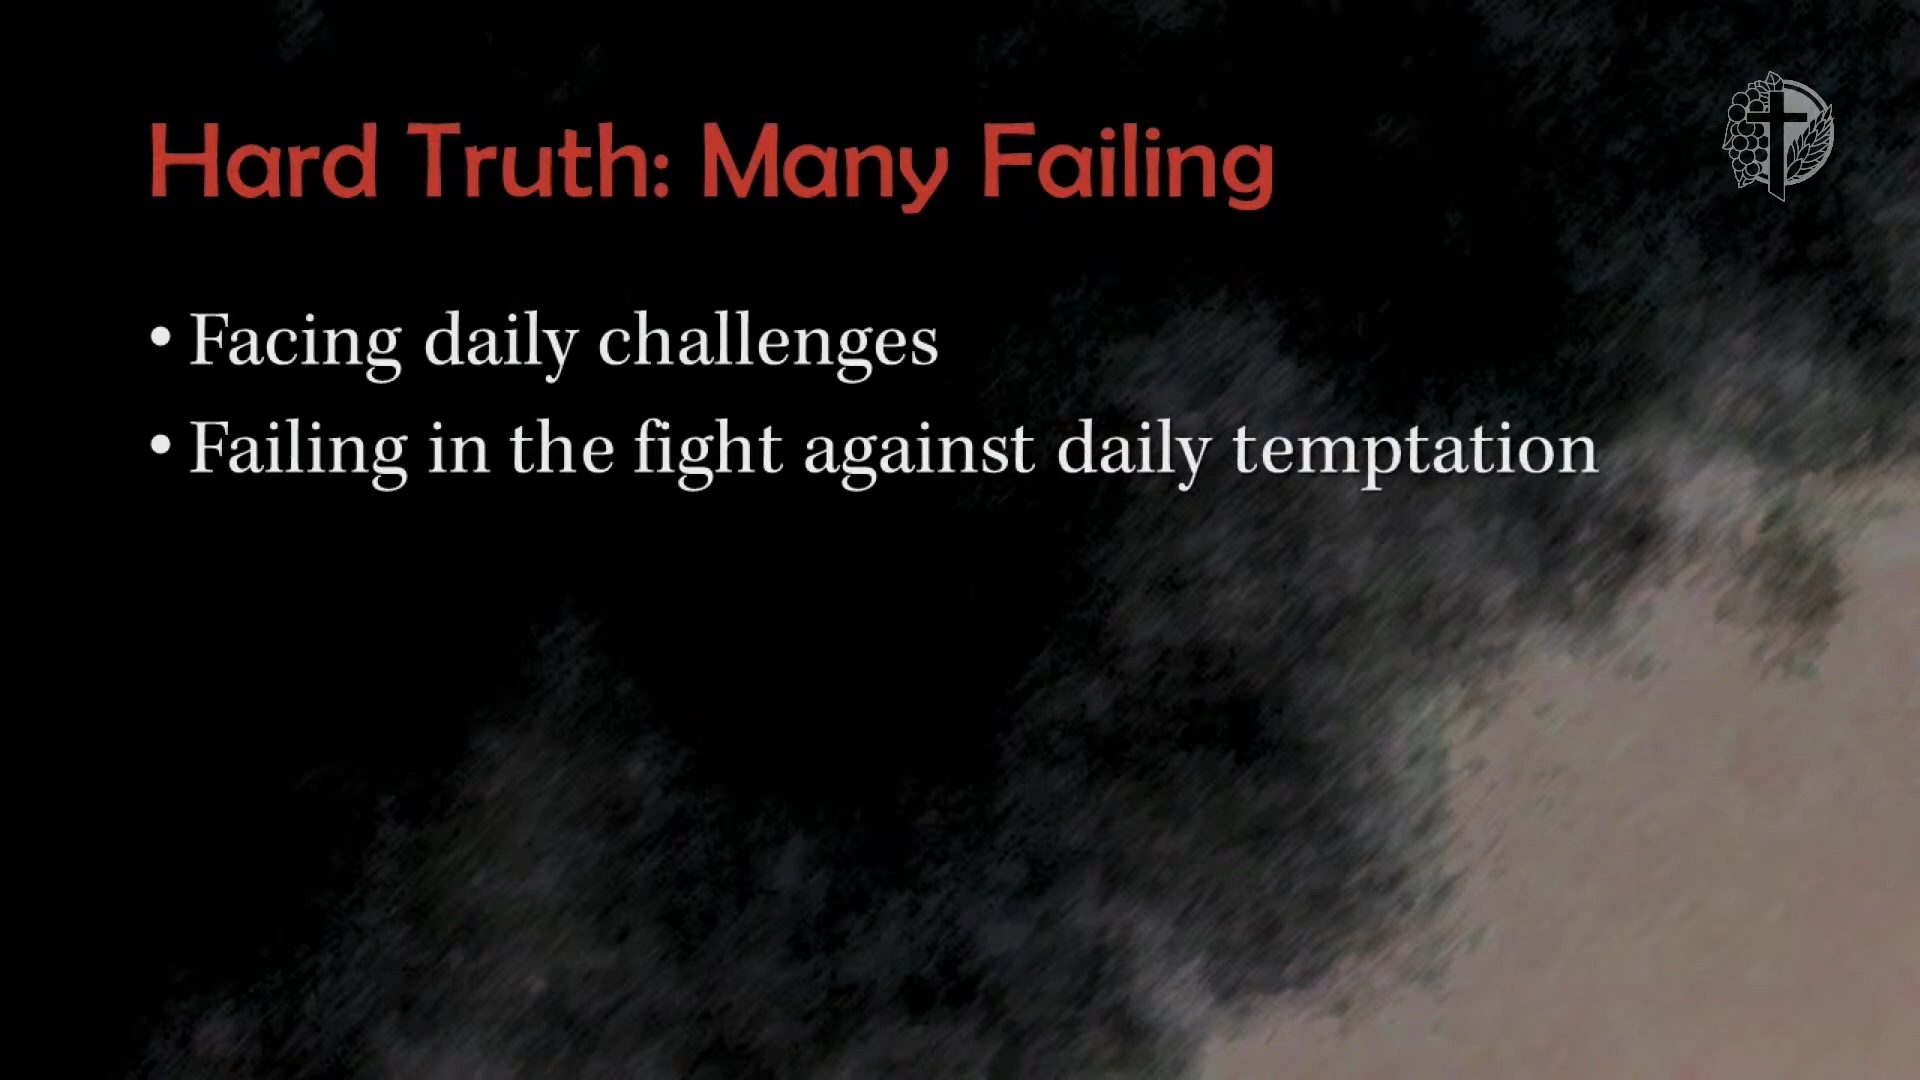 Hard Truth: Many Failing
• Facing daily challenges
• Failing in the fight against daily temptation